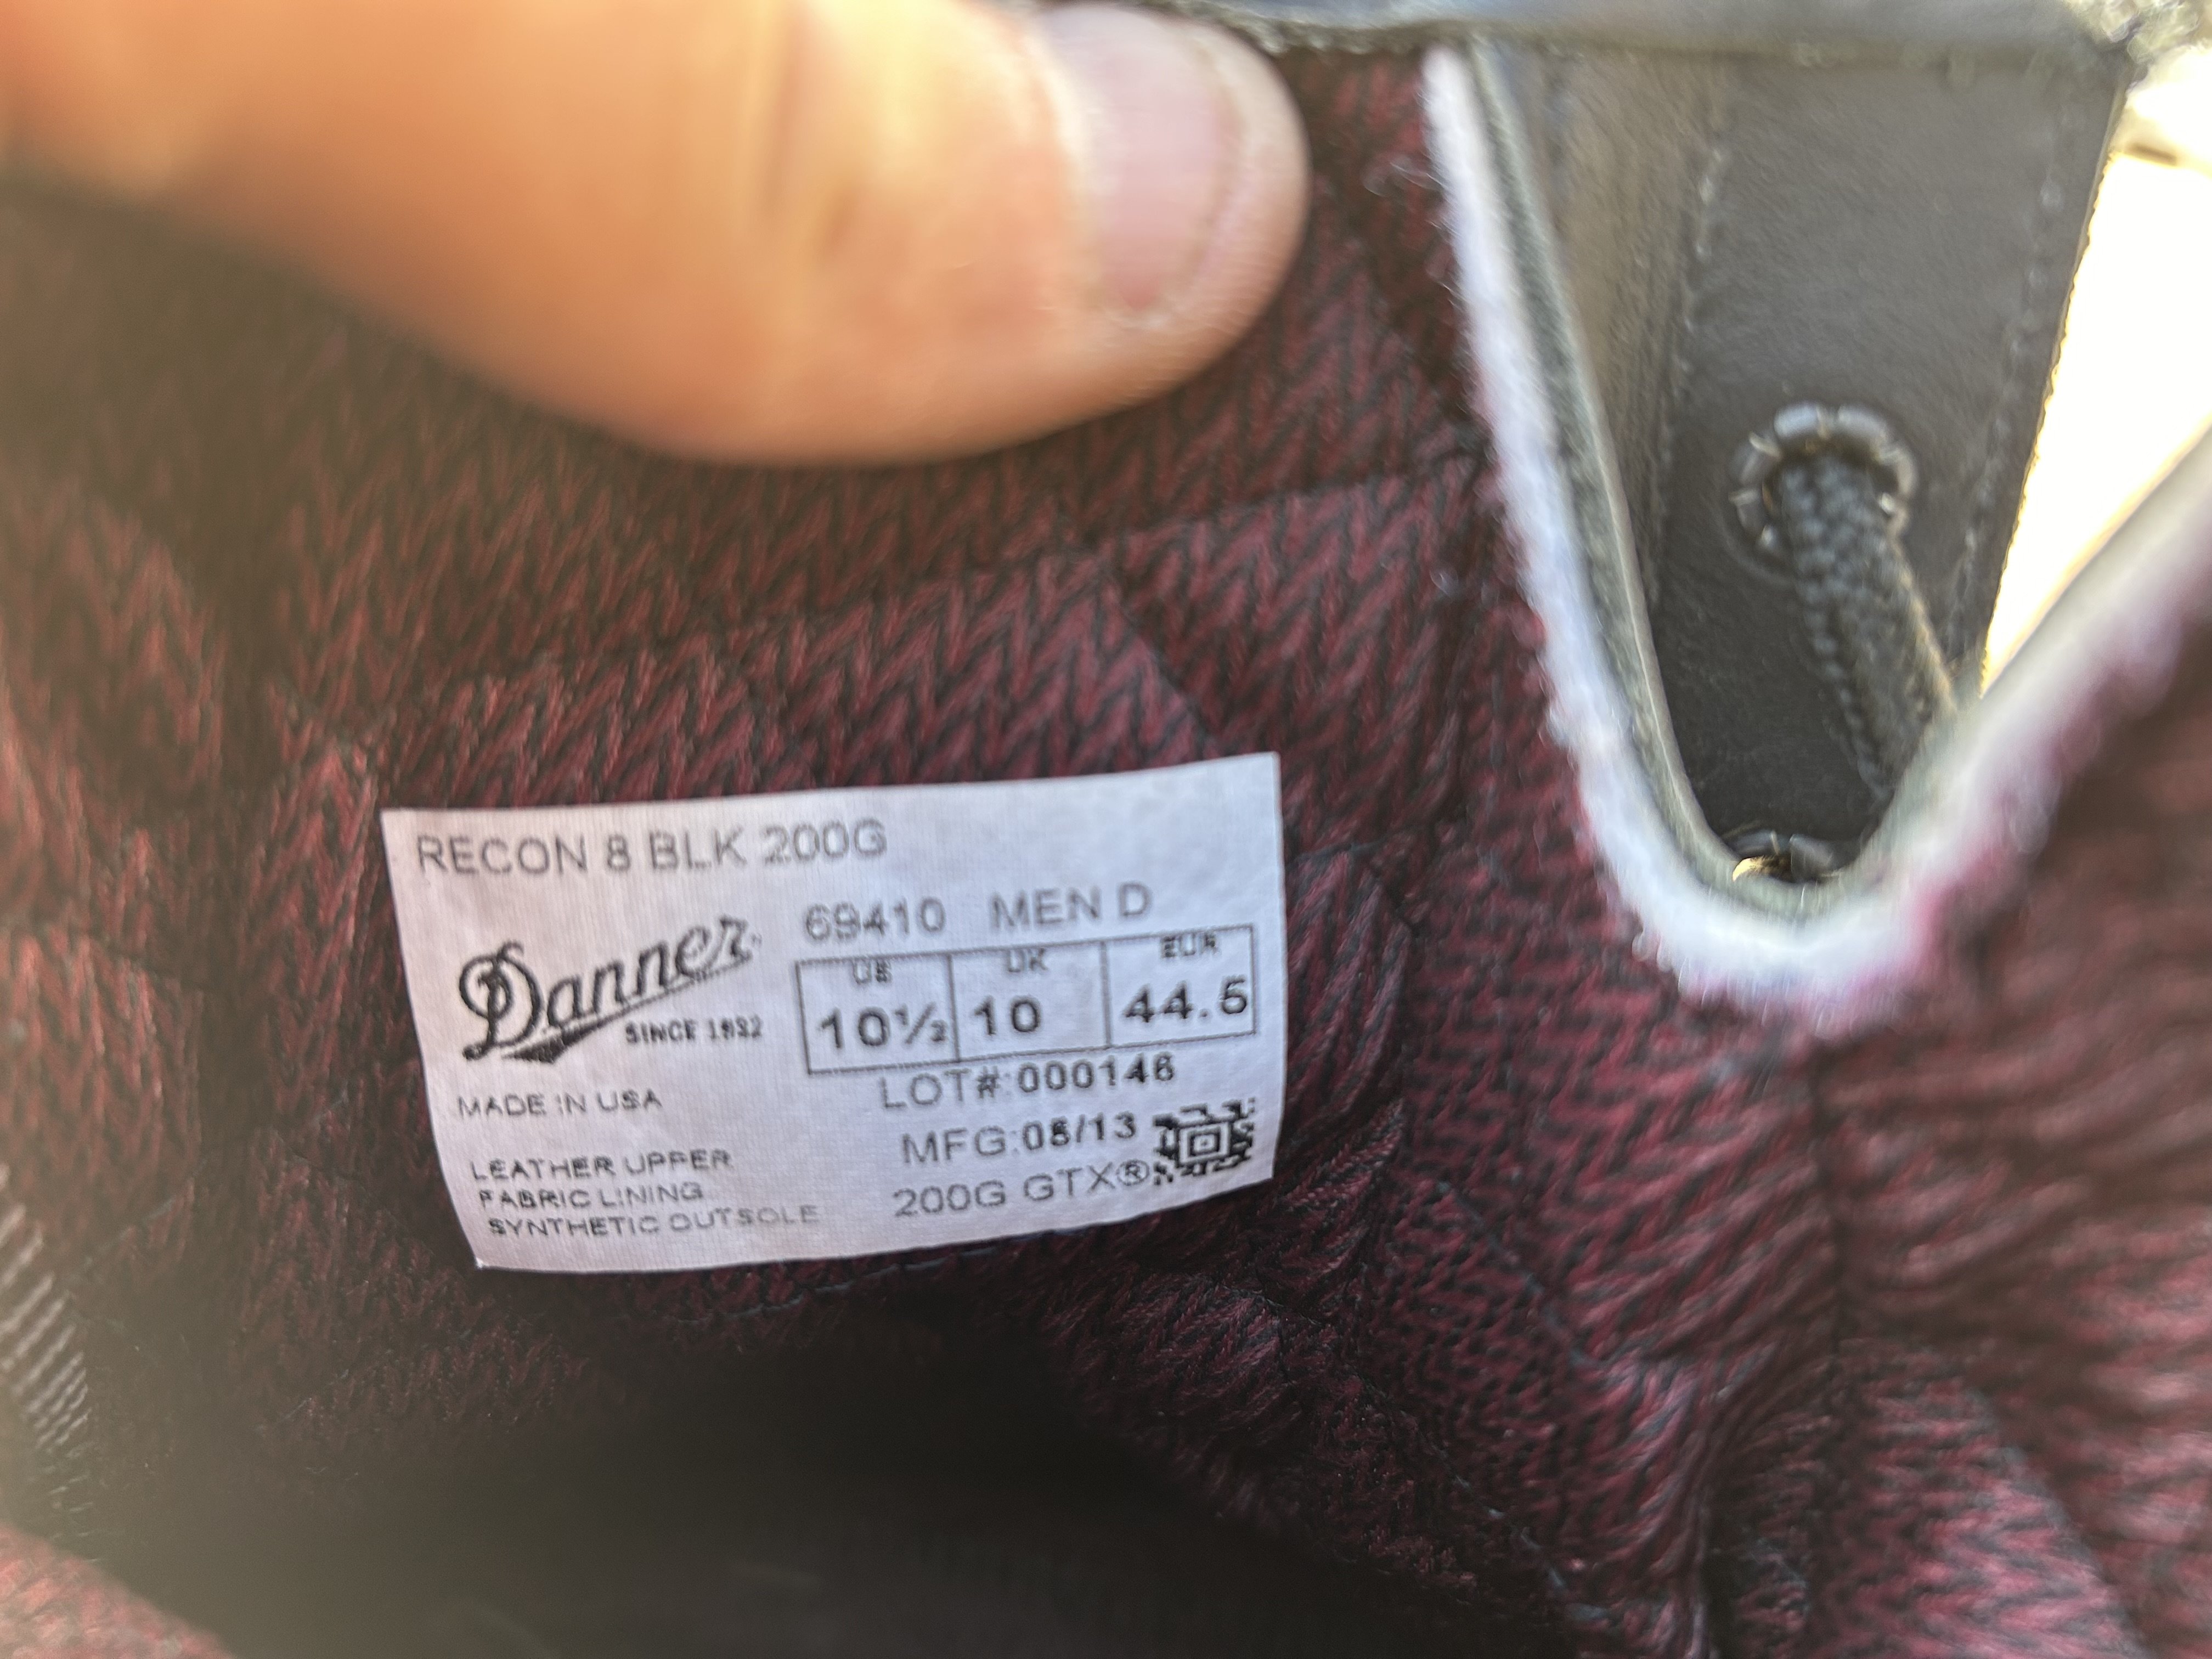 RECON 8 BLK 200G
69410 MEN D
Danner
SINCE 1932
US UK EUR
10½ 10 44.5
LOT#:000146
MADE IN USA
MFG:05/13
LEATHER UPPER
FABRIC LINING
SYNTHETIC OUTSOLE
200G GTX®